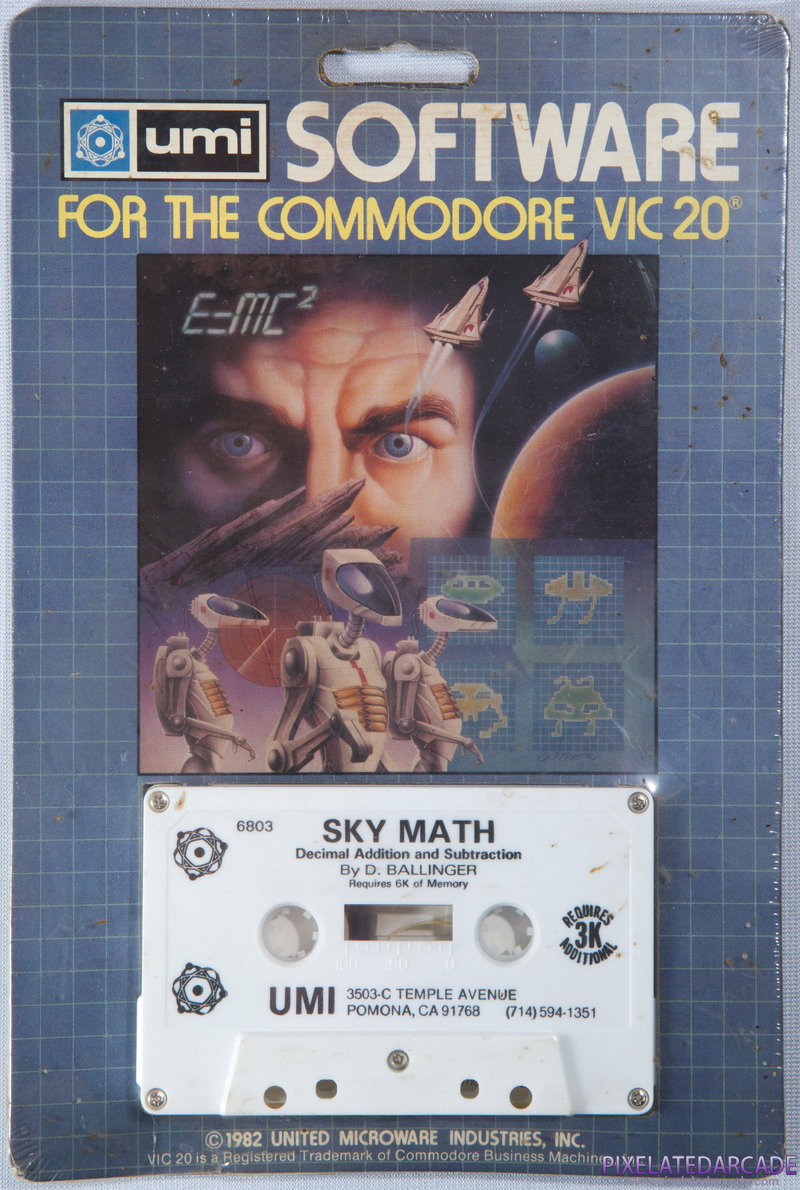 umi SOFTWARE
FOR THE COMMODORE VIC 20®
E=MC²
6803
SKY MATH
Decimal Addition and Subtraction
By D. BALLINGER
Requires 6K of Memory
REQUIRES
3K
ADDITIONAL
100 50 0
UMI
3503-C TEMPLE AVENUE
POMONA, CA 91768 (714) 594-1351
©1982 UNITED MICROWARE INDUSTRIES, INC.
VIC 20 is a Registered Trademark of Commodore Business
PIXELATEDARCADE
.com